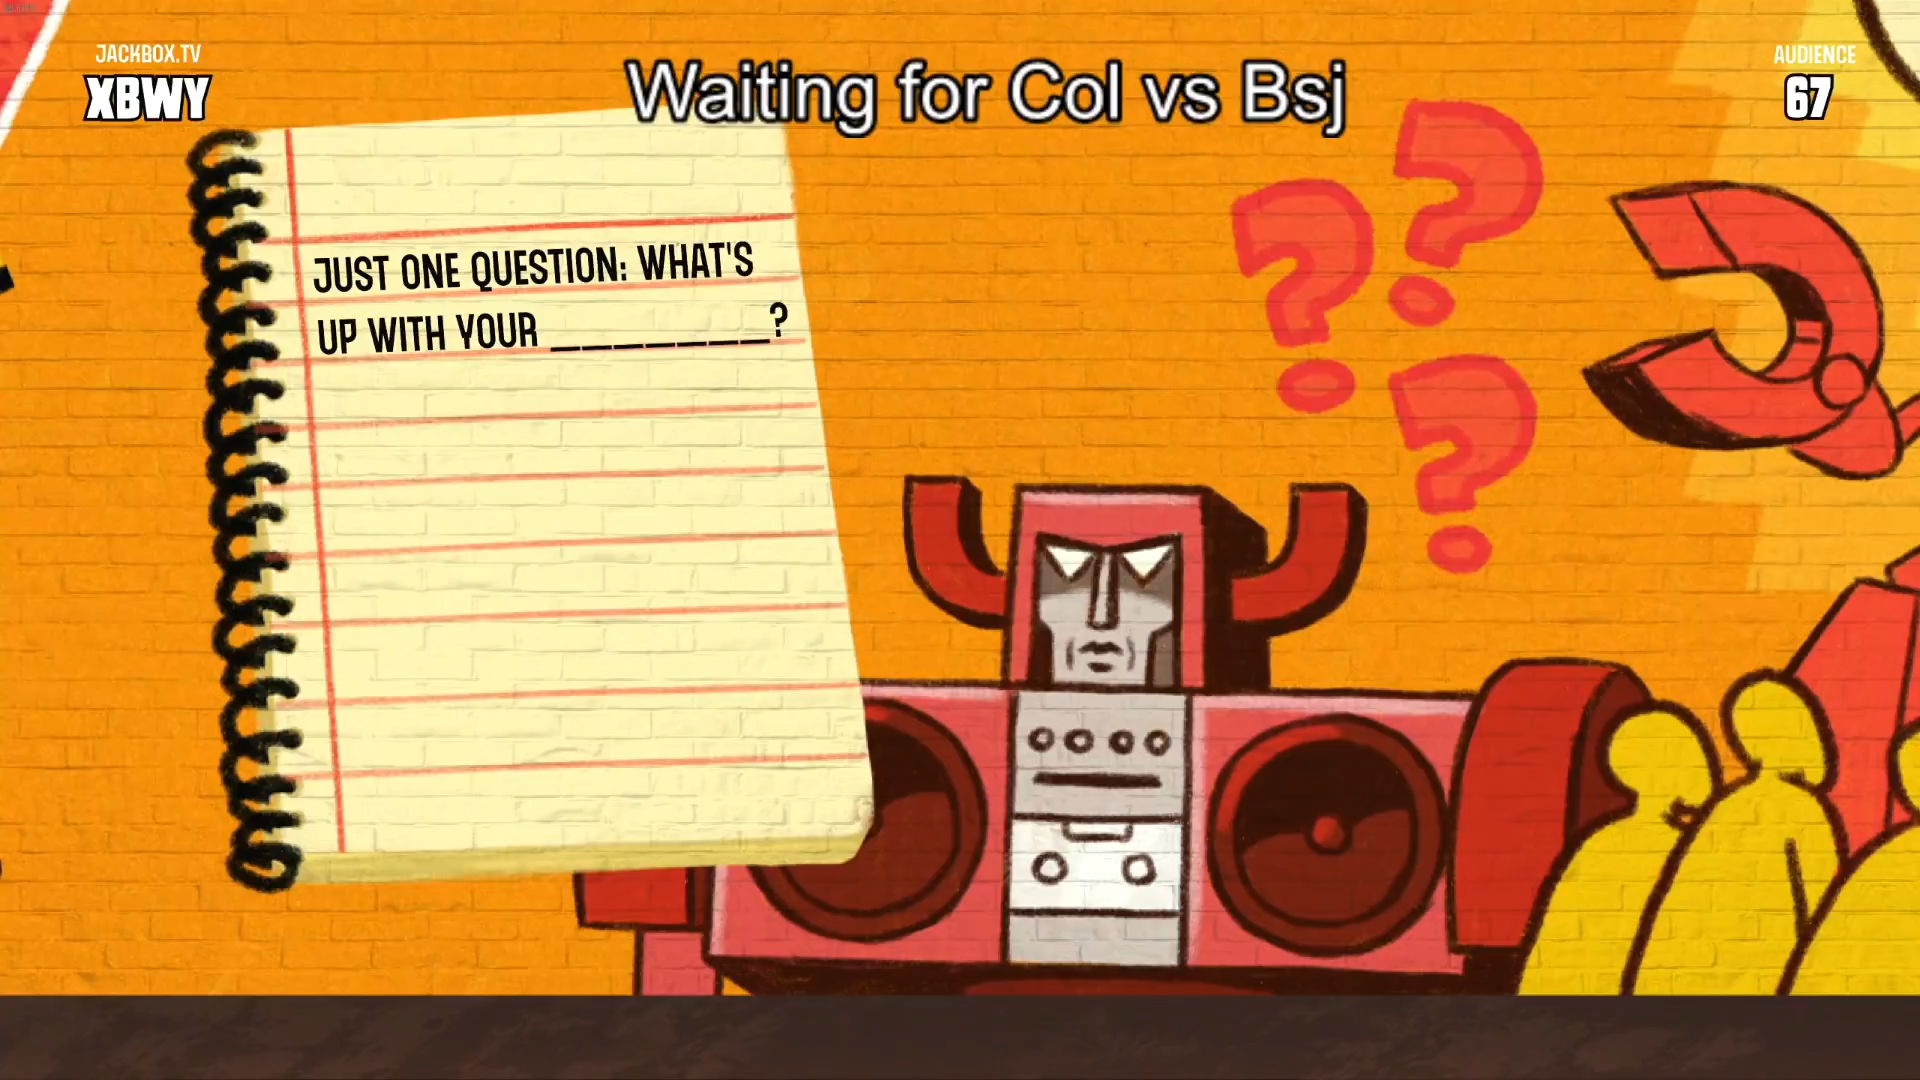 JACKBOX.TV
XBWY
Waiting for Col vs Bsj
AUDIENCE
67
JUST ONE QUESTION: WHAT'S
UP WITH YOUR ________?